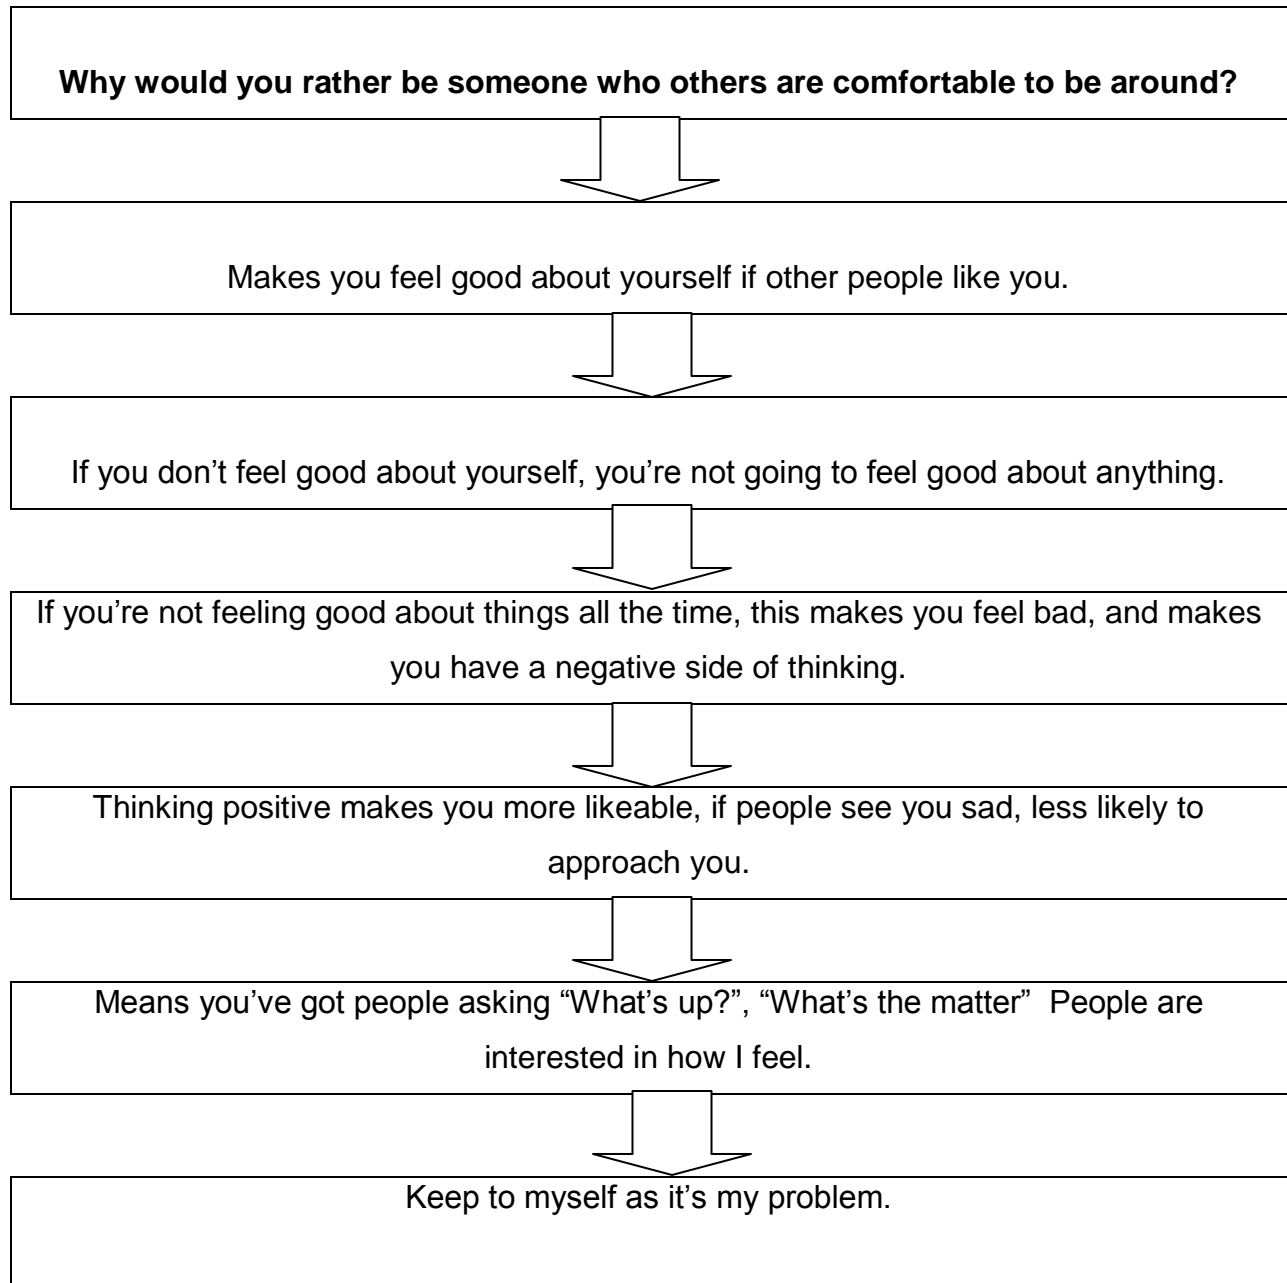 Why would you rather be someone who others are comfortable to be around?
Makes you feel good about yourself if other people like you.
If you don’t feel good about yourself, you’re not going to feel good about anything.
If you’re not feeling good about things all the time, this makes you feel bad, and makes
you have a negative side of thinking.
Thinking positive makes you more likeable, if people see you sad, less likely to
approach you.
Means you’ve got people asking “What’s up?”, “What’s the matter”  People are
interested in how I feel.
Keep to myself as it’s my problem.